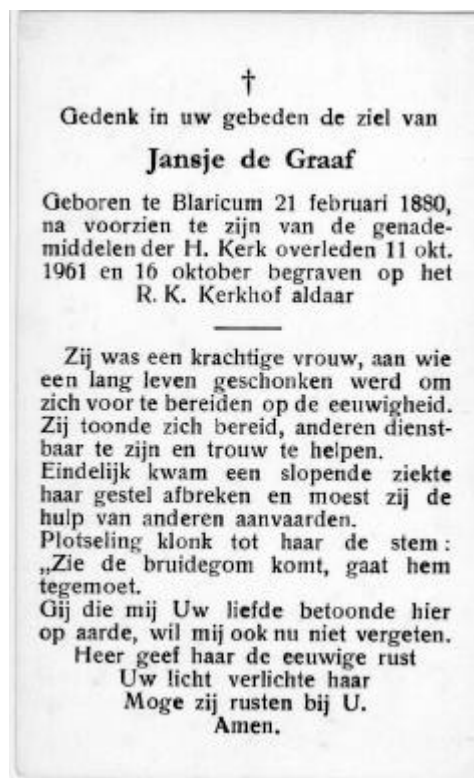 †
Gedenk in uw gebeden de ziel van
Jansje de Graaf
Geboren te Blaricum 21 februari 1880,
na voorzien te zijn van de genade-
middelen der H. Kerk overleden 11 okt.
1961 en 16 oktober begraven op het
R. K. Kerkhof aldaar
Zij was een krachtige vrouw, aan wie
een lang leven geschonken werd om
zich voor te bereiden op de eeuwigheid.
Zij toonde zich bereid, anderen dienst-
baar te zijn en trouw te helpen.
Eindelijk kwam een slopende ziekte
haar gestel afbreken en moest zij de
hulp van anderen aanvaarden.
Plotseling klonk tot haar de stem :
„Zie de bruidegom komt, gaat hem
tegemoet.
Gij die mij Uw liefde betoonde hier
op aarde, wil mij ook nu niet vergeten.
Heer geef haar de eeuwige rust
Uw licht verlichte haar
Moge zij rusten bij U.
Amen.